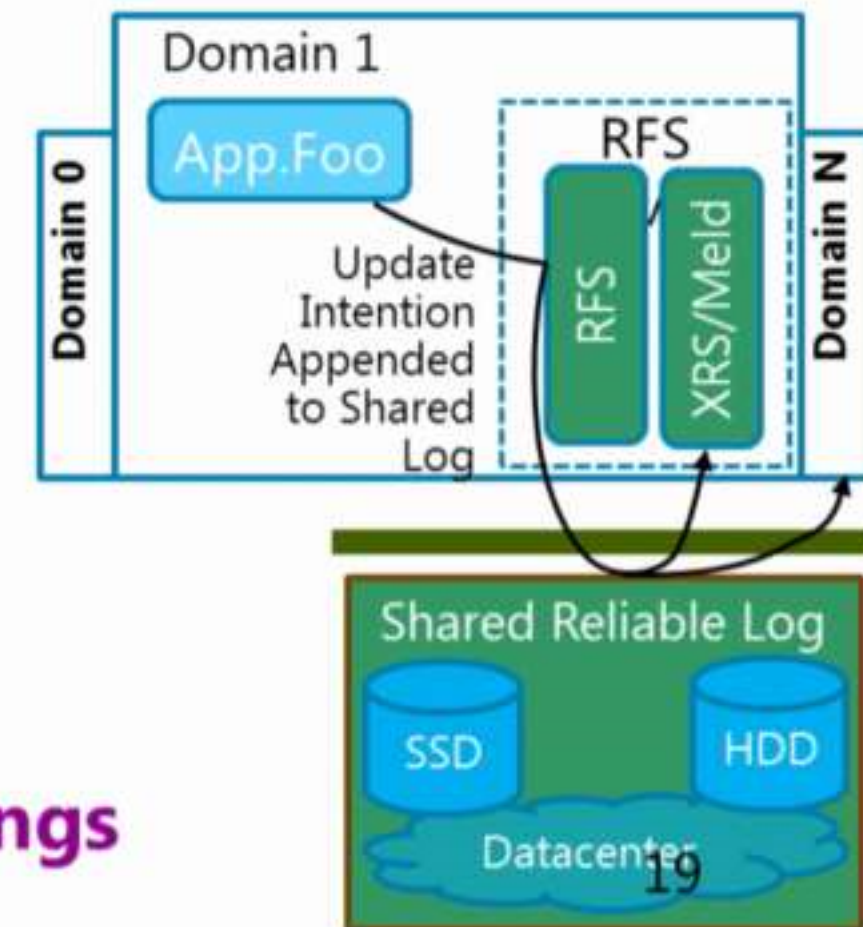 Domain 1
App.Foo
RFS
Domain 0
RFS
XRS/Meld
Domain N
Update
Intention
Appended
to Shared
Log
Shared Reliable Log
SSD
HDD
ngs
Datacenter
19